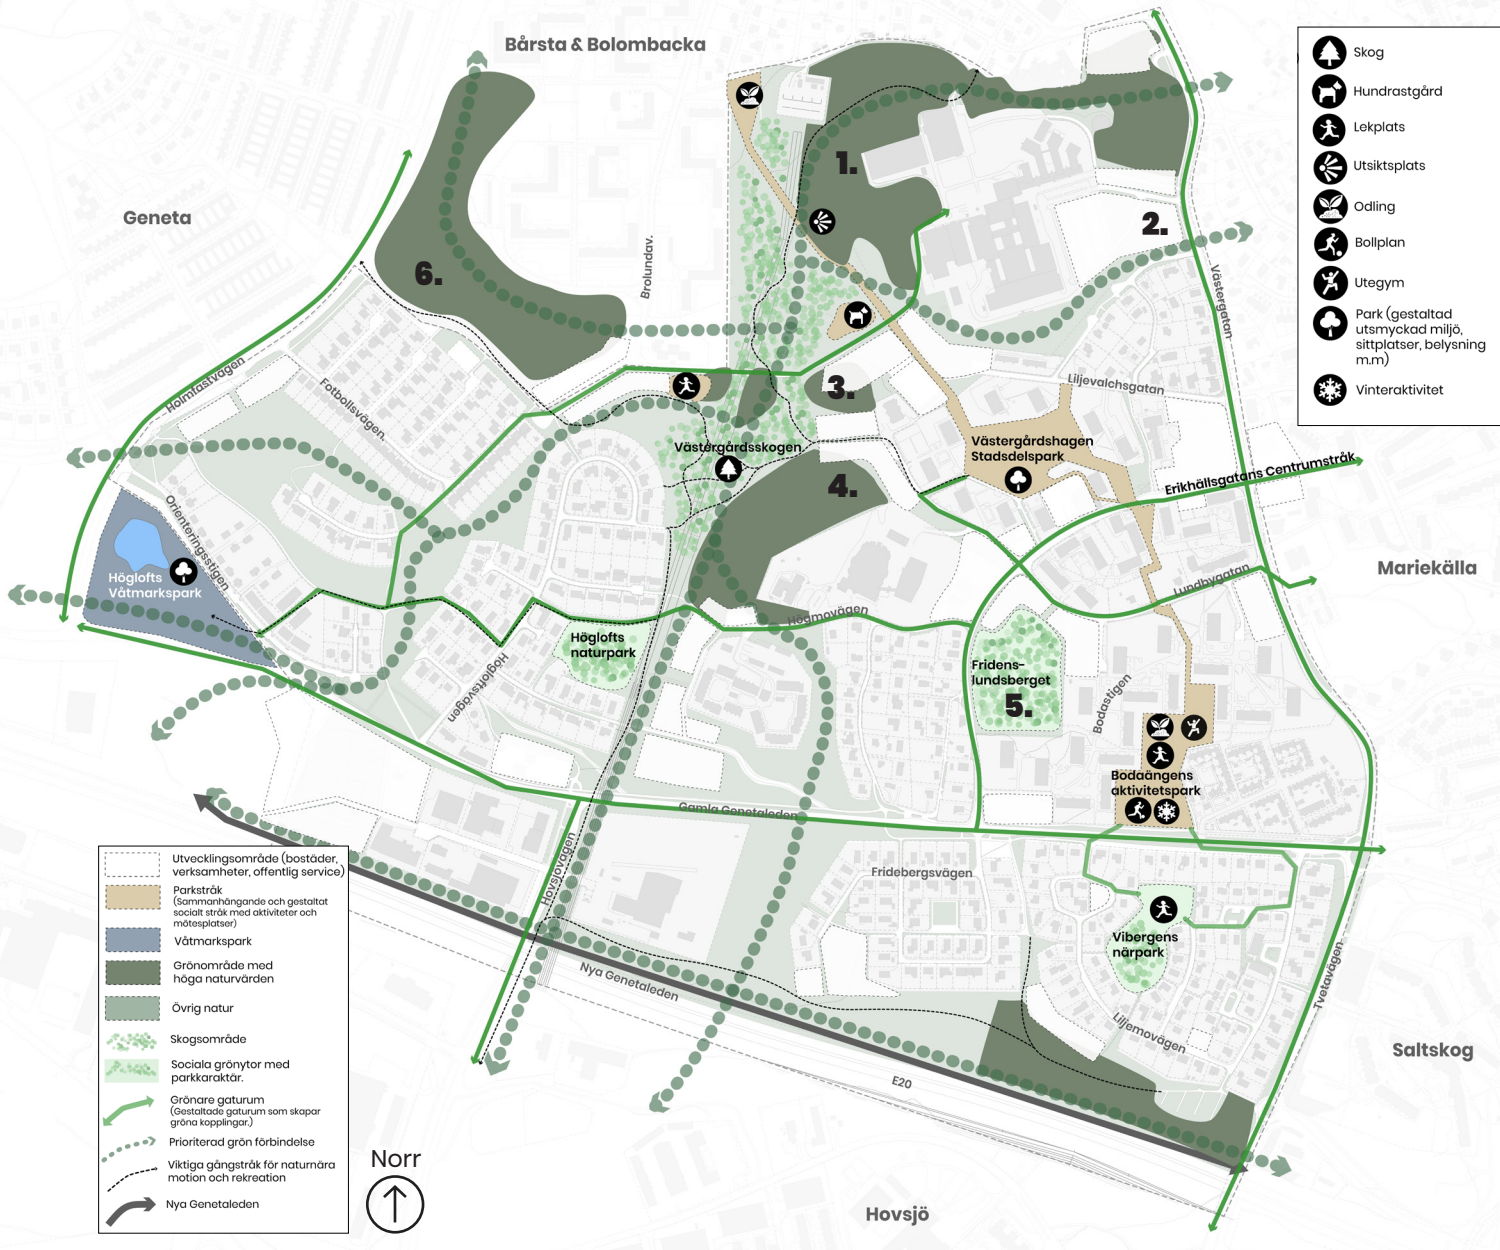 Bårsta & Bolombacka
Geneta
Brolundav.
1.
2.
3.
4.
5.
6.
Västergatan
Holmfastvägen
Fotbollsvägen.
Liljevalchsgatan
Västergårdshagen
Stadsdelspark
Västergårdsskogen
Erikhällsgatans Centrumstråk
Orienteringsstigen
Höglofts
Våtmarkspark
Mariekälla
Lundbygatan
Högmovägen
Höglofts
naturpark
Högloftsvägen
Fridens-
lundsberget
Bodastigen
Bodaängens
aktivitetspark
Gamla Genetaleden
Hovsjövägen
Fridebergsvägen
Vibergens
närpark
Nya Genetaleden
Liljemovägen
Tvetavägen
E20
Saltskog
Hovsjö
Norr
Skog
Hundrastgård
Lekplats
Utsiktsplats
Odling
Bollplan
Utegym
Park (gestaltad
utsmyckad miljö,
sittplatser, belysning
m.m)
Vinteraktivitet
Utvecklingsområde (bostäder,
verksamheter, offentlig service)
Parkstråk
(Sammanhängande och gestaltat
socialt stråk med aktiviteter och
mötesplatser)
Våtmarkspark
Grönområde med
höga naturvärden
Övrig natur
Skogsområde
Sociala grönytor med
parkkaraktär.
Grönare gaturum
(Gestaltade gaturum som skapar
gröna kopplingar.)
Prioriterad grön förbindelse
Viktiga gångstråk för naturnära
motion och rekreation
Nya Genetaleden